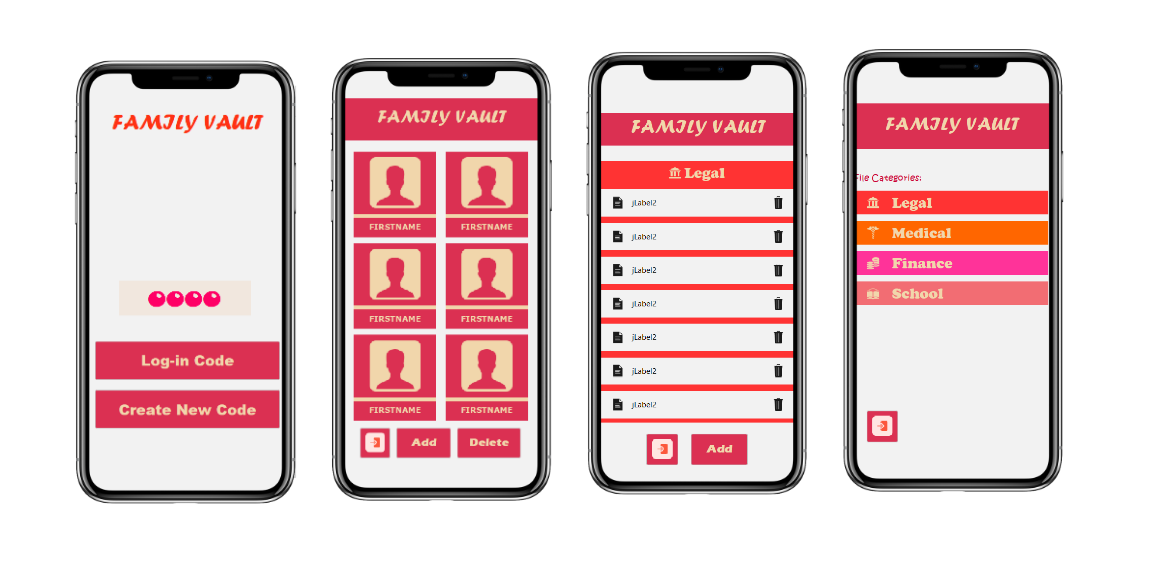 FAMILY VAULT
Log-in Code
Create New Code
FAMILY VAULT
FIRSTNAME FIRSTNAME
FIRSTNAME FIRSTNAME
FIRSTNAME FIRSTNAME
Add Delete
FAMILY VAULT
Legal
jLabel2
jLabel2
jLabel2
jLabel2
jLabel2
jLabel2
jLabel2
Add
FAMILY VAULT
File Categories:
Legal
Medical
Finance
School